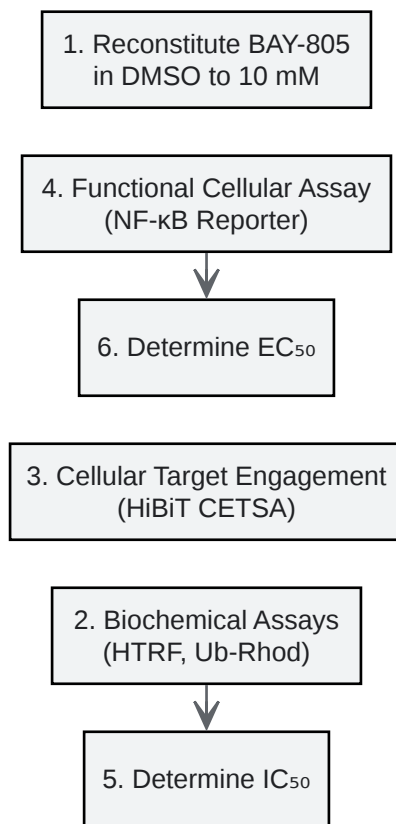 1. Reconstitute BAY-805
in DMSO to 10 mM
4. Functional Cellular Assay
(NF-κB Reporter)
6. Determine EC₅₀
3. Cellular Target Engagement
(HiBiT CETSA)
2. Biochemical Assays
(HTRF, Ub-Rhod)
5. Determine IC₅₀